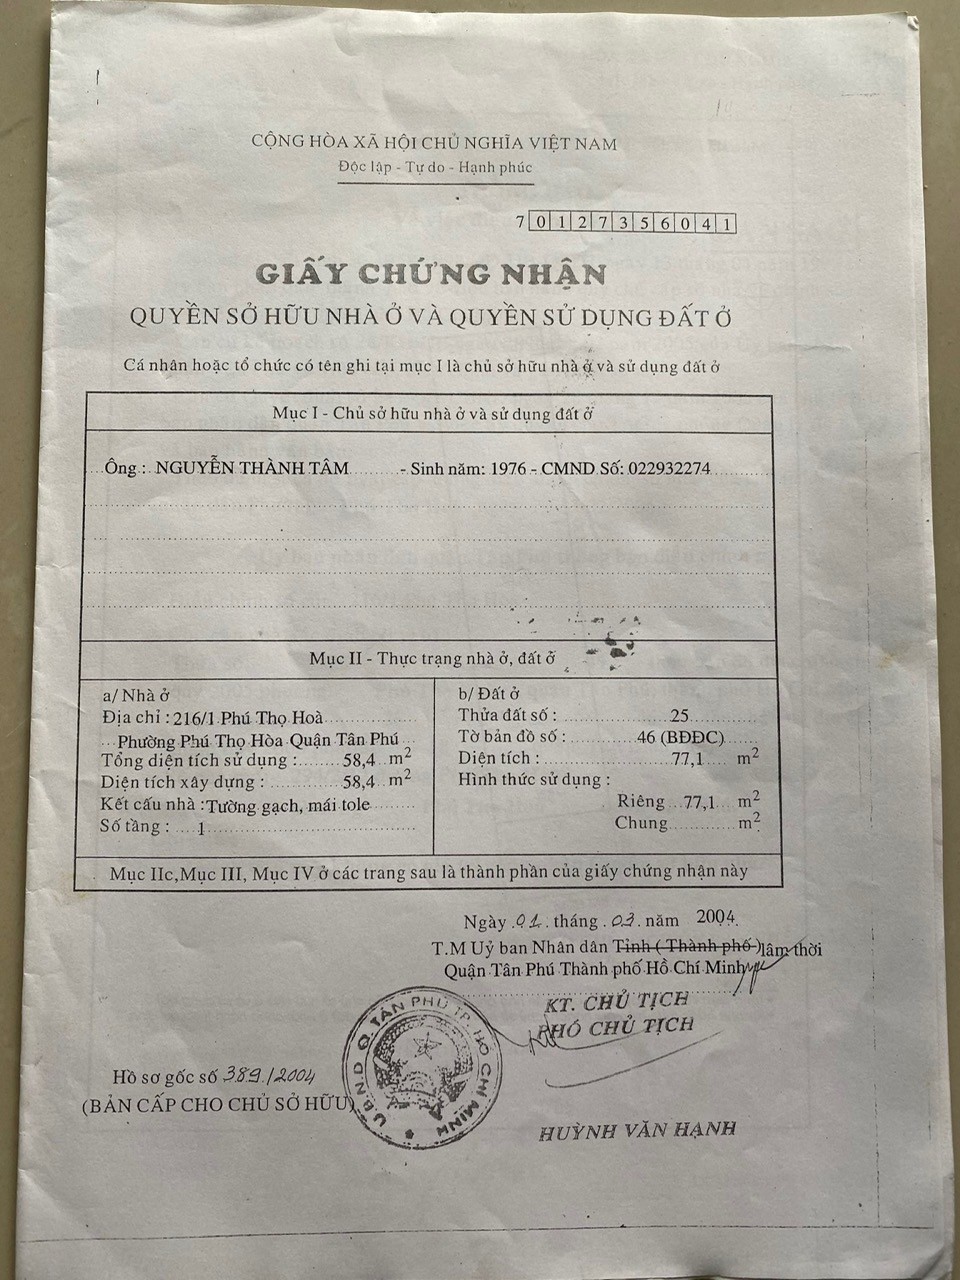 CỘNG HÒA XÃ HỘI CHỦ NGHĨA VIỆT NAM
Độc lập - Tự do - Hạnh phúc
7 0 1 2 7 3 5 6 0 4 1
GIẤY CHỨNG NHẬN
QUYỀN SỞ HỮU NHÀ Ở VÀ QUYỀN SỬ DỤNG ĐẤT Ở
Cá nhân hoặc tổ chức có tên ghi tại mục I là chủ sở hữu nhà ở và sử dụng đất ở
Mục I - Chủ sở hữu nhà ở và sử dụng đất ở
Ông : NGUYỄN THÀNH TÂM - Sinh năm: 1976 - CMND Số: 022932274
Mục II - Thực trạng nhà ở, đất ở
a/ Nhà ở
Địa chỉ : 216/1 Phú Thọ Hoà
Phường Phú Thọ Hòa Quận Tân Phú
Tổng diện tích sử dụng : 58,4 m2
Diện tích xây dựng : 58,4 m2
Kết cấu nhà : Tường gạch, mái tole
Số tầng : 1
b/ Đất ở
Thửa đất số : 25
Tờ bản đồ số : 46 (BĐĐC)
Diện tích : 77,1 m2
Hình thức sử dụng :
Riêng 77,1 m2
Chung m2
Mục IIc,Mục III, Mục IV ở các trang sau là thành phần của giấy chứng nhận này
Ngày 01 tháng 03 năm 2004
T.M Uỷ ban Nhân dân Tỉnh ( Thành phố ) lâm thời
Quận Tân Phú Thành phố Hồ Chí Minh
KT. CHỦ TỊCH
PHÓ CHỦ TỊCH
U.B.N.D Q. TÂN PHÚ TP. HỒ CHÍ MINH
Hồ sơ gốc số 389/2004
(BẢN CẤP CHO CHỦ SỞ HỮU)
HUỲNH VĂN HẠNH